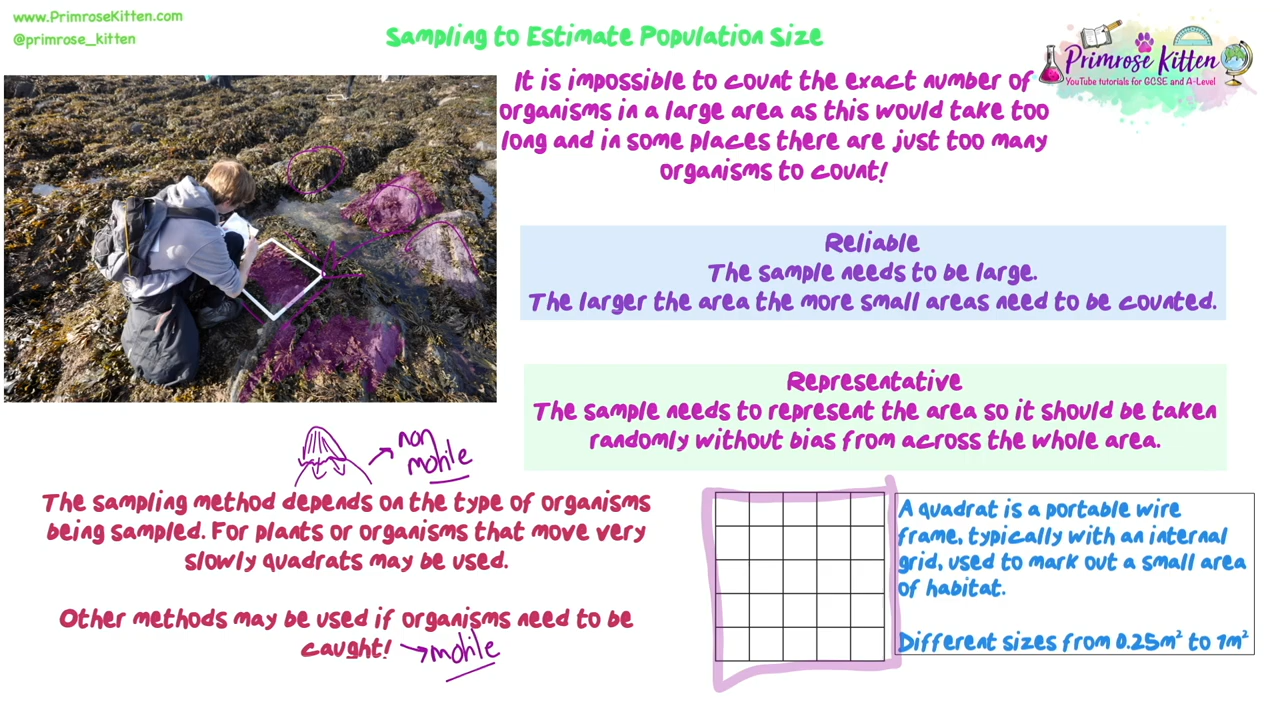 www.PrimroseKitten.com
@primrose_kitten
Sampling to Estimate Population Size
Primrose Kitten
YouTube tutorials for GCSE and A-Level
It is impossible to count the exact number of
organisms in a large area as this would take too
long and in some places there are just too many
organisms to count!
Reliable
The sample needs to be large.
The larger the area the more small areas need to be counted.
Representative
The sample needs to represent the area so it should be taken
randomly without bias from across the whole area.
non
mobile
The sampling method depends on the type of organisms
being sampled. For plants or organisms that move very
slowly quadrats may be used.
Other methods may be used if organisms need to be
caught!
mobile
A quadrat is a portable wire
frame, typically with an internal
grid, used to mark out a small area
of habitat.
Different sizes from 0.25m² to 1m²